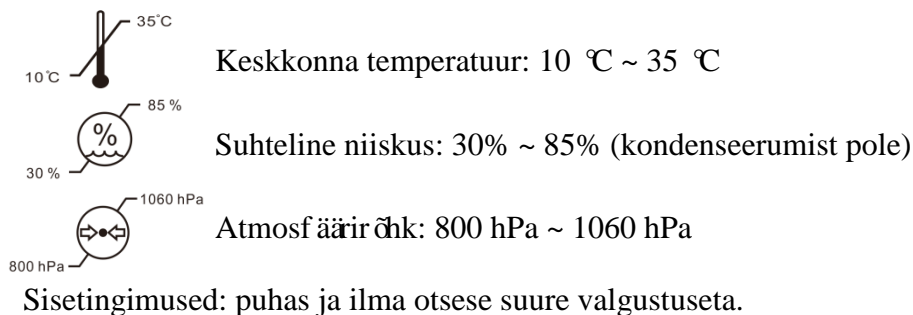 35°C
10°C
Keskkonna temperatuur: 10 ℃ ~ 35 ℃
85 %
30 %
Suhteline niiskus: 30% ~ 85% (kondenseerumist pole)
%
1060 hPa
800 hPa
Atmosfäärirõhk: 800 hPa ~ 1060 hPa
Sisetingimused: puhas ja ilma otsese suure valgustuseta.